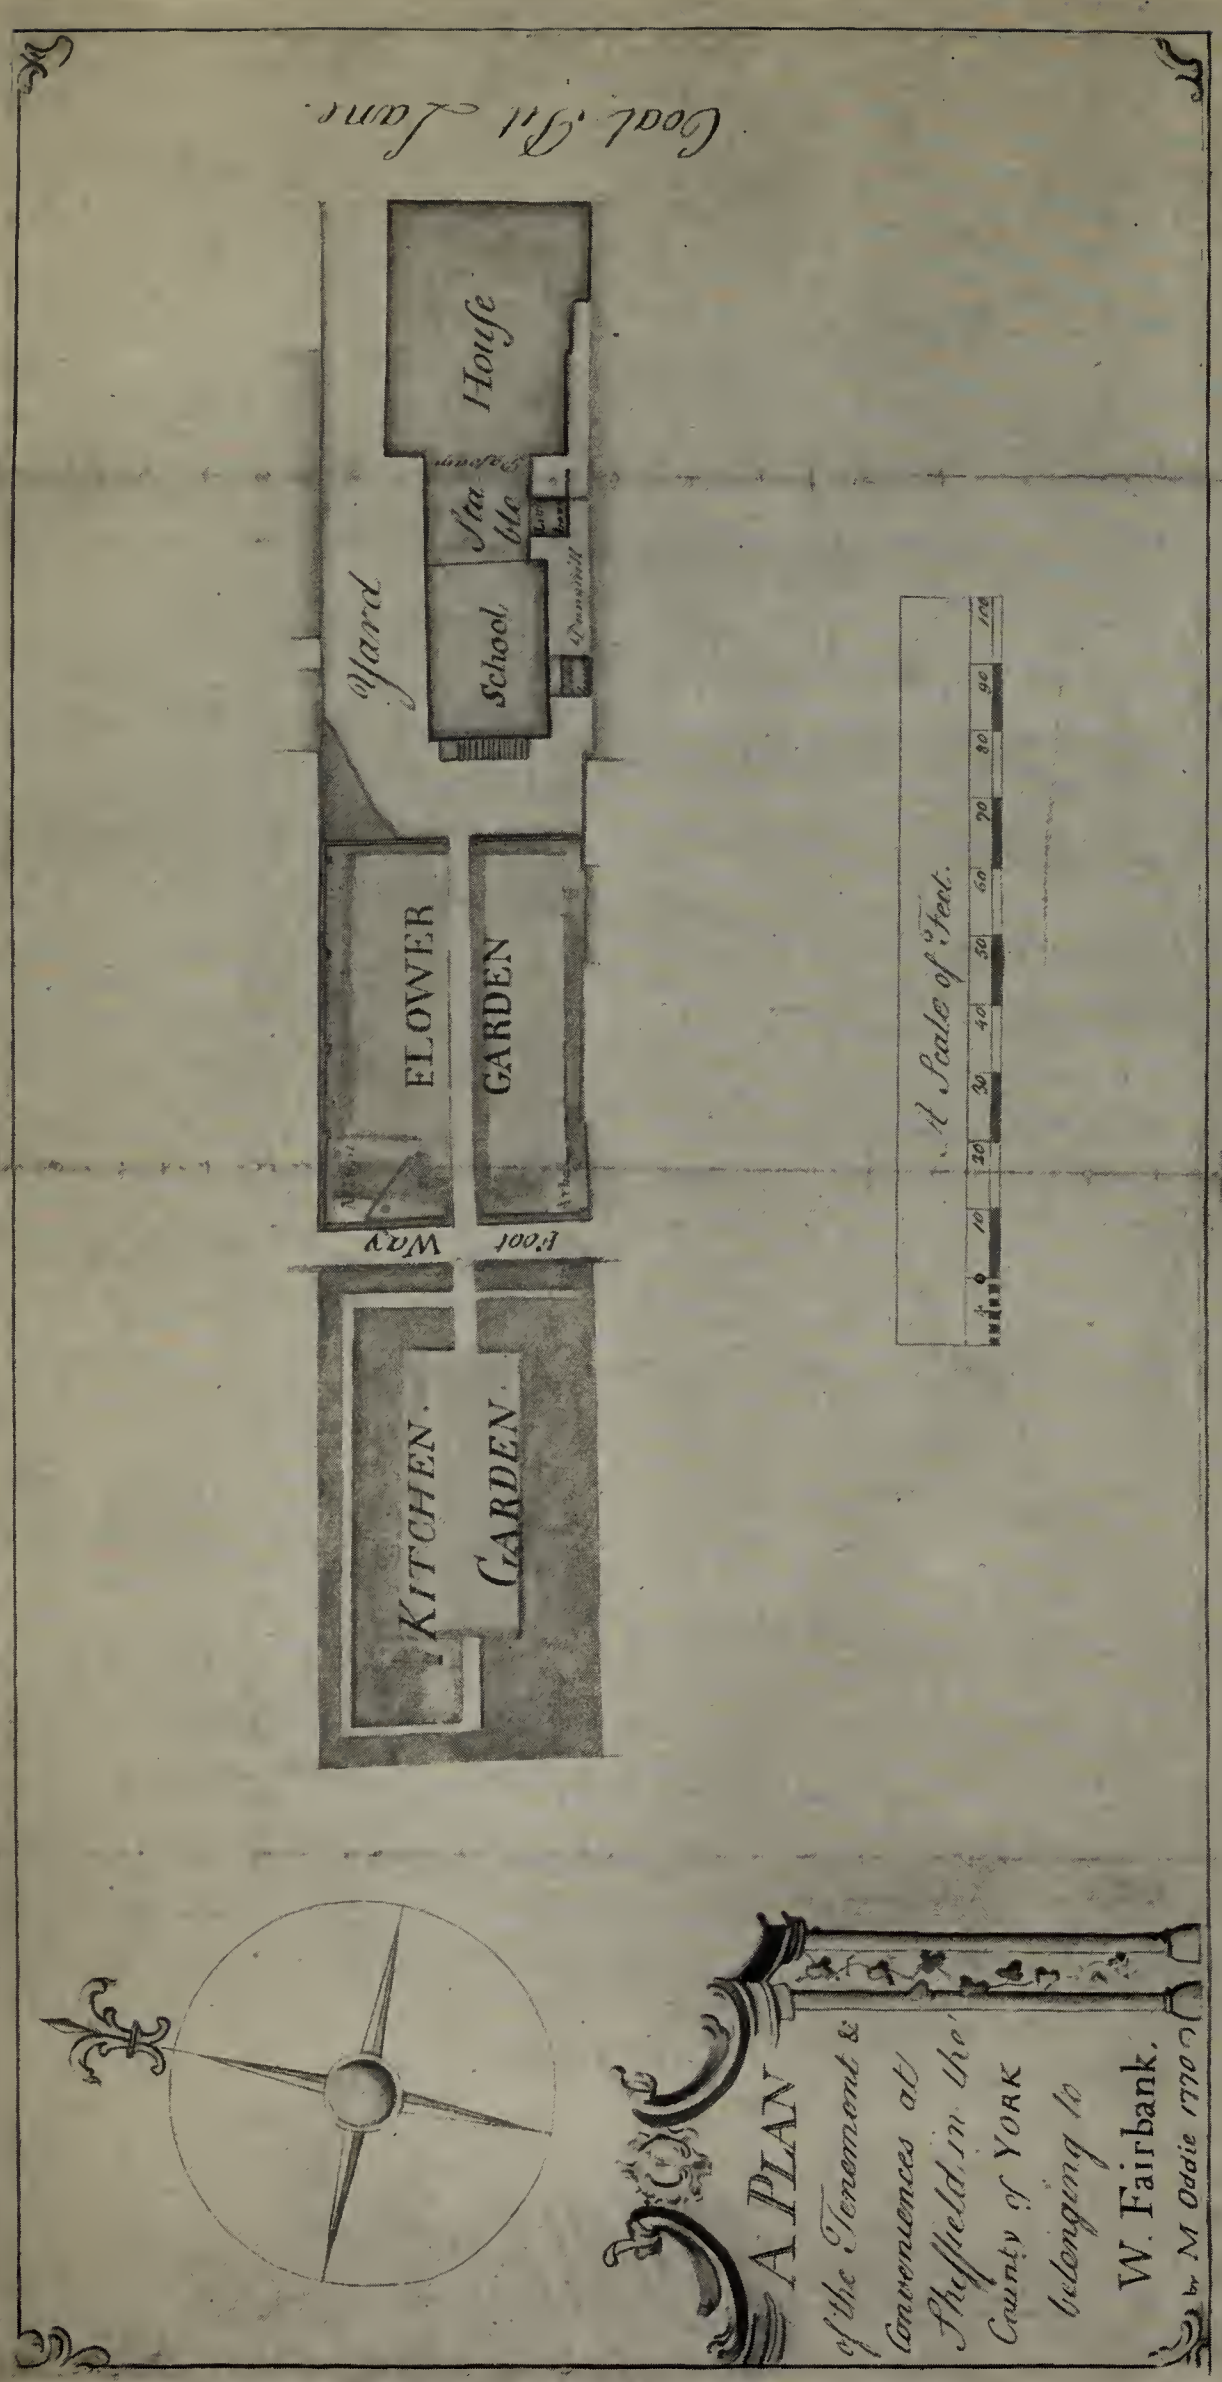 A PLAN
of the Tenement &
Conveniences at
Sheffield in the
County of YORK
belonging to
W. Fairbank.
by M Oddie 1770
KITCHEN.
GARDEN.
Foot Way
FLOWER
GARDEN
Yard
School
Sta
ble
Passage
Dunghill
Houſe
Coal Pit Lane.
A Scale of Feet.
0 10 20 30 40 50 60 70 80 90 100